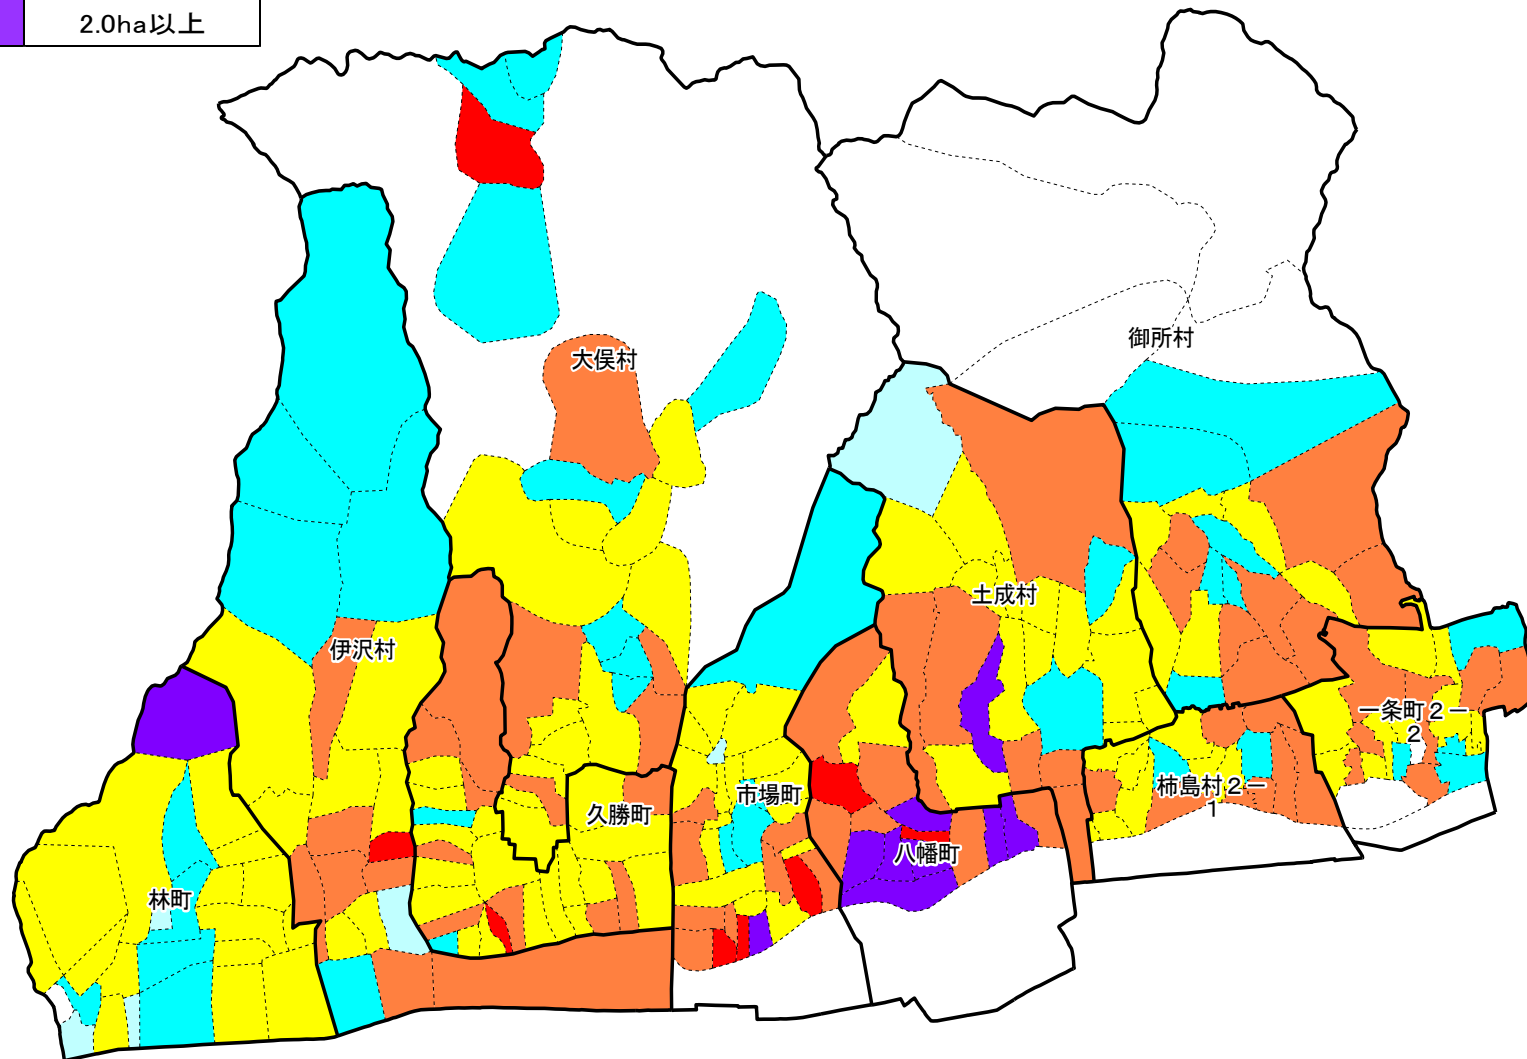 2.0ha以上
御所村
大俣村
土成村
伊沢村
一条町2－
2
柿島村2－
1
市場町
久勝町
八幡町
林町